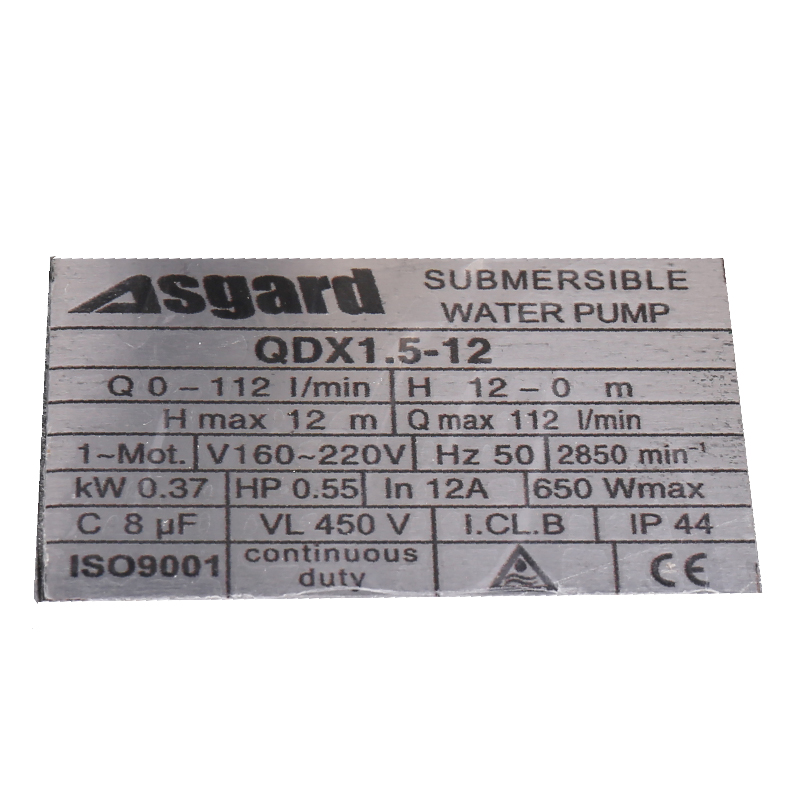 Asgard SUBMERSIBLE
WATER PUMP
QDX1.5-12
Q 0-112 l/min H 12-0 m
H max 12 m Q max 112 l/min
1~Mot. V160~220V Hz 50 2850 min⁻¹
kW 0.37 HP 0.55 In 12A 650 Wmax
C 8 µF VL 450 V I.CL.B IP 44
ISO9001 continuous
duty CE